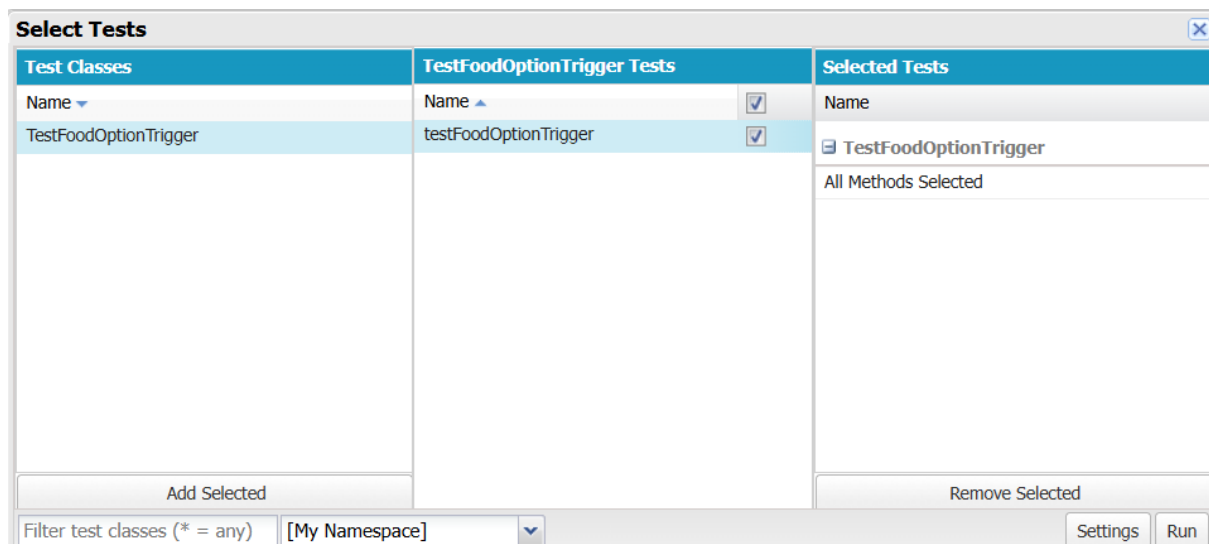 Select Tests
Test Classes
TestFoodOptionTrigger Tests
Selected Tests
Name
Name
Name
TestFoodOptionTrigger
testFoodOptionTrigger
TestFoodOptionTrigger
All Methods Selected
Add Selected
Remove Selected
Filter test classes (* = any)
[My Namespace]
Settings
Run